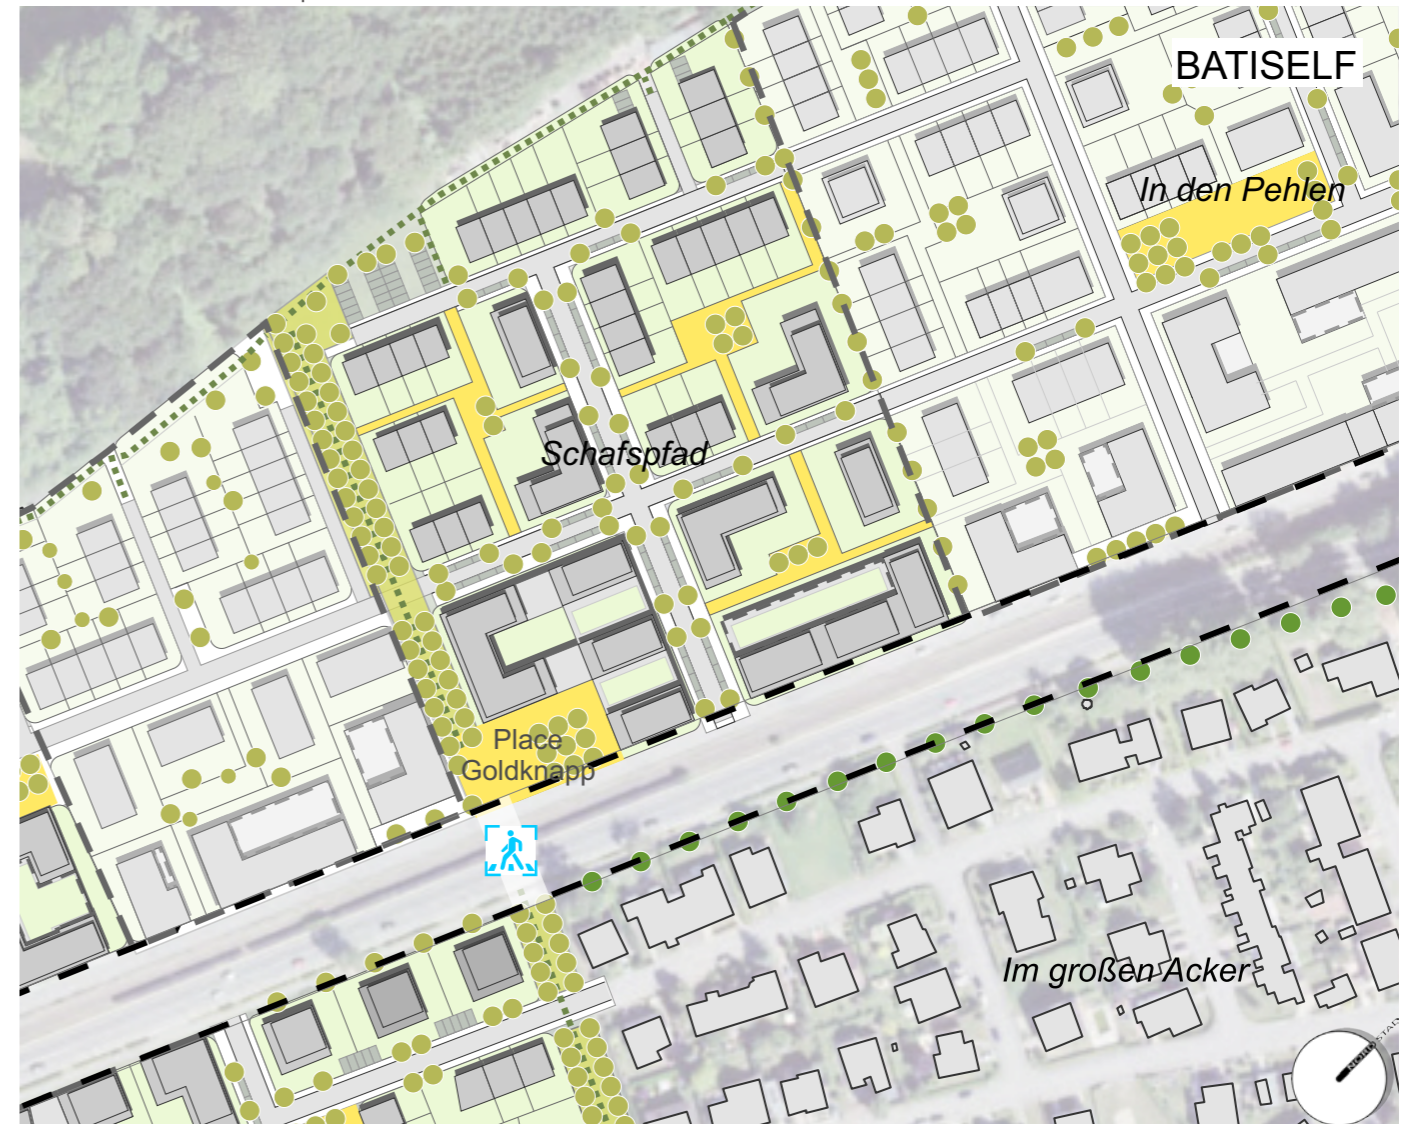 BATISELF
In den Pehlen
Schafspfad
Place
Goldknapp
Im großen Acker